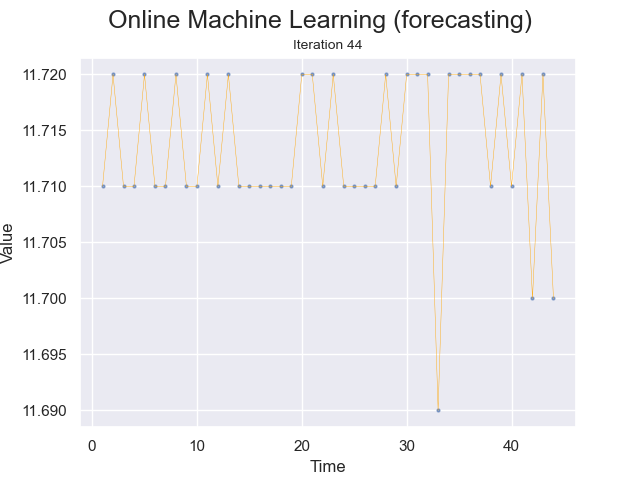 Online Machine Learning (forecasting)
Iteration 44
11.720
11.715
11.710
11.705
11.700
11.695
11.690
Value
0 10 20 30 40
Time